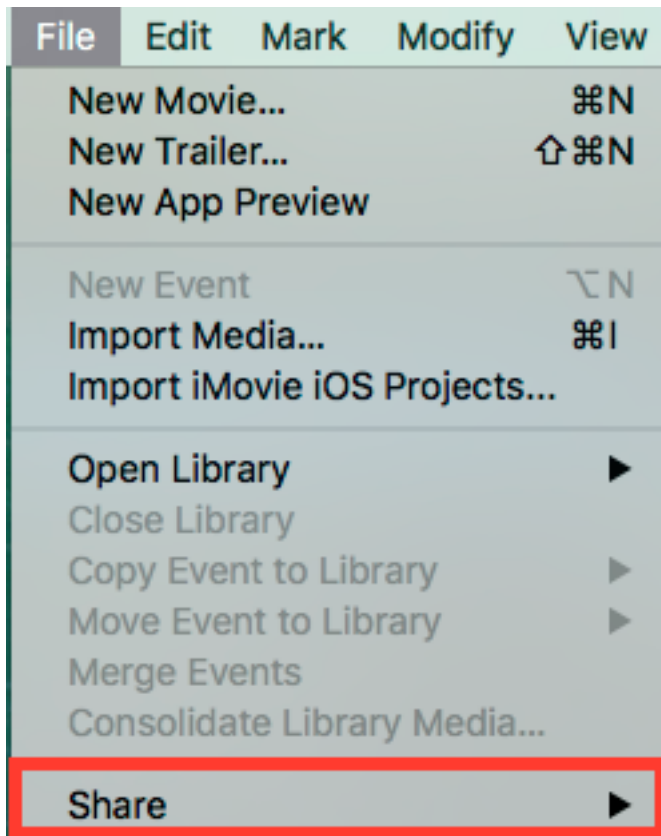 File Edit Mark Modify View
New Movie... ⌘N
New Trailer... ⇧⌘N
New App Preview
New Event ⌥N
Import Media... ⌘I
Import iMovie iOS Projects...
Open Library ▶
Close Library
Copy Event to Library ▶
Move Event to Library ▶
Merge Events
Consolidate Library Media...
Share ▶